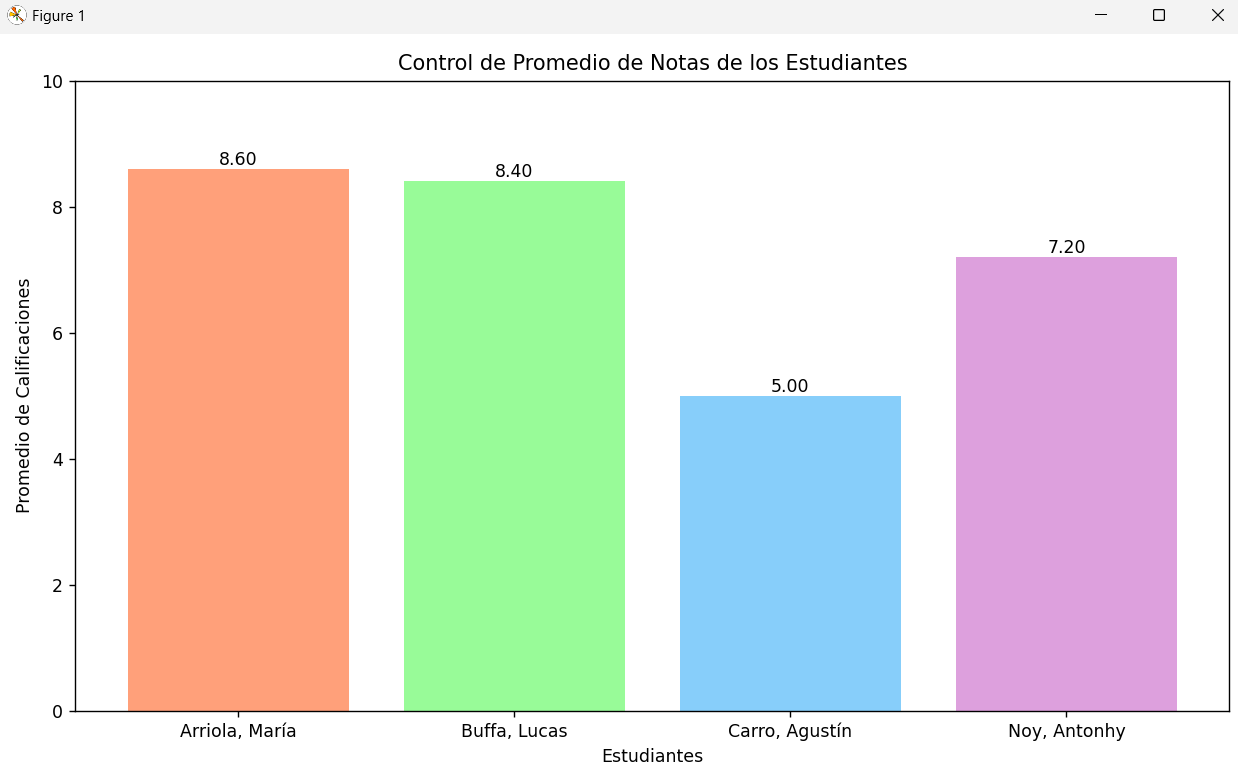 Figure 1
Control de Promedio de Notas de los Estudiantes
10
8
6
4
2
0
Promedio de Calificaciones
8.60
8.40
5.00
7.20
Arriola, María
Buffa, Lucas
Carro, Agustín
Noy, Antonhy
Estudiantes